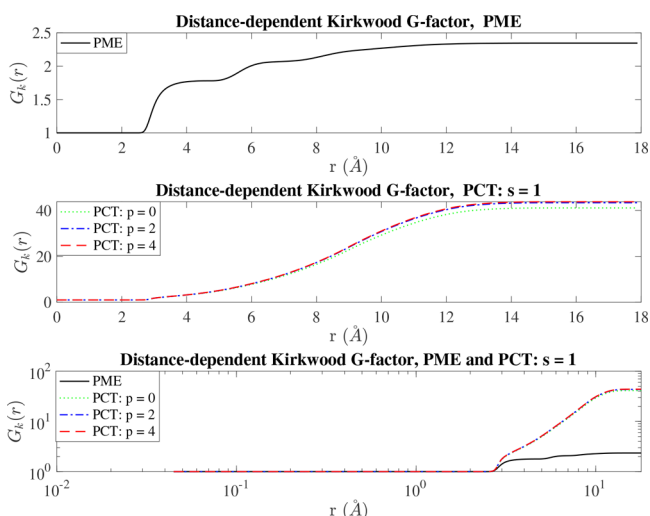 Distance-dependent Kirkwood G-factor, PME
PME
G_k(r)
2.5
2
1.5
1
0 2 4 6 8 10 12 14 16 18
r (Å)
Distance-dependent Kirkwood G-factor, PCT: s = 1
PCT: p = 0
PCT: p = 2
PCT: p = 4
G_k(r)
40
20
0
0 2 4 6 8 10 12 14 16 18
r (Å)
Distance-dependent Kirkwood G-factor, PME and PCT: s = 1
PME
PCT: p = 0
PCT: p = 2
PCT: p = 4
G_k(r)
10^2
10^1
10^0
10^-2 10^-1 10^0 10^1
r (Å)